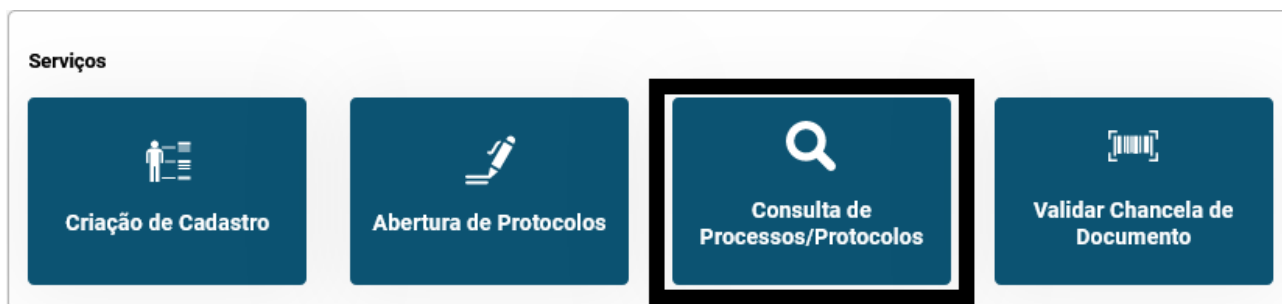 Serviços
Criação de Cadastro
Abertura de Protocolos
Consulta de
Processos/Protocolos
Validar Chancela de
Documento